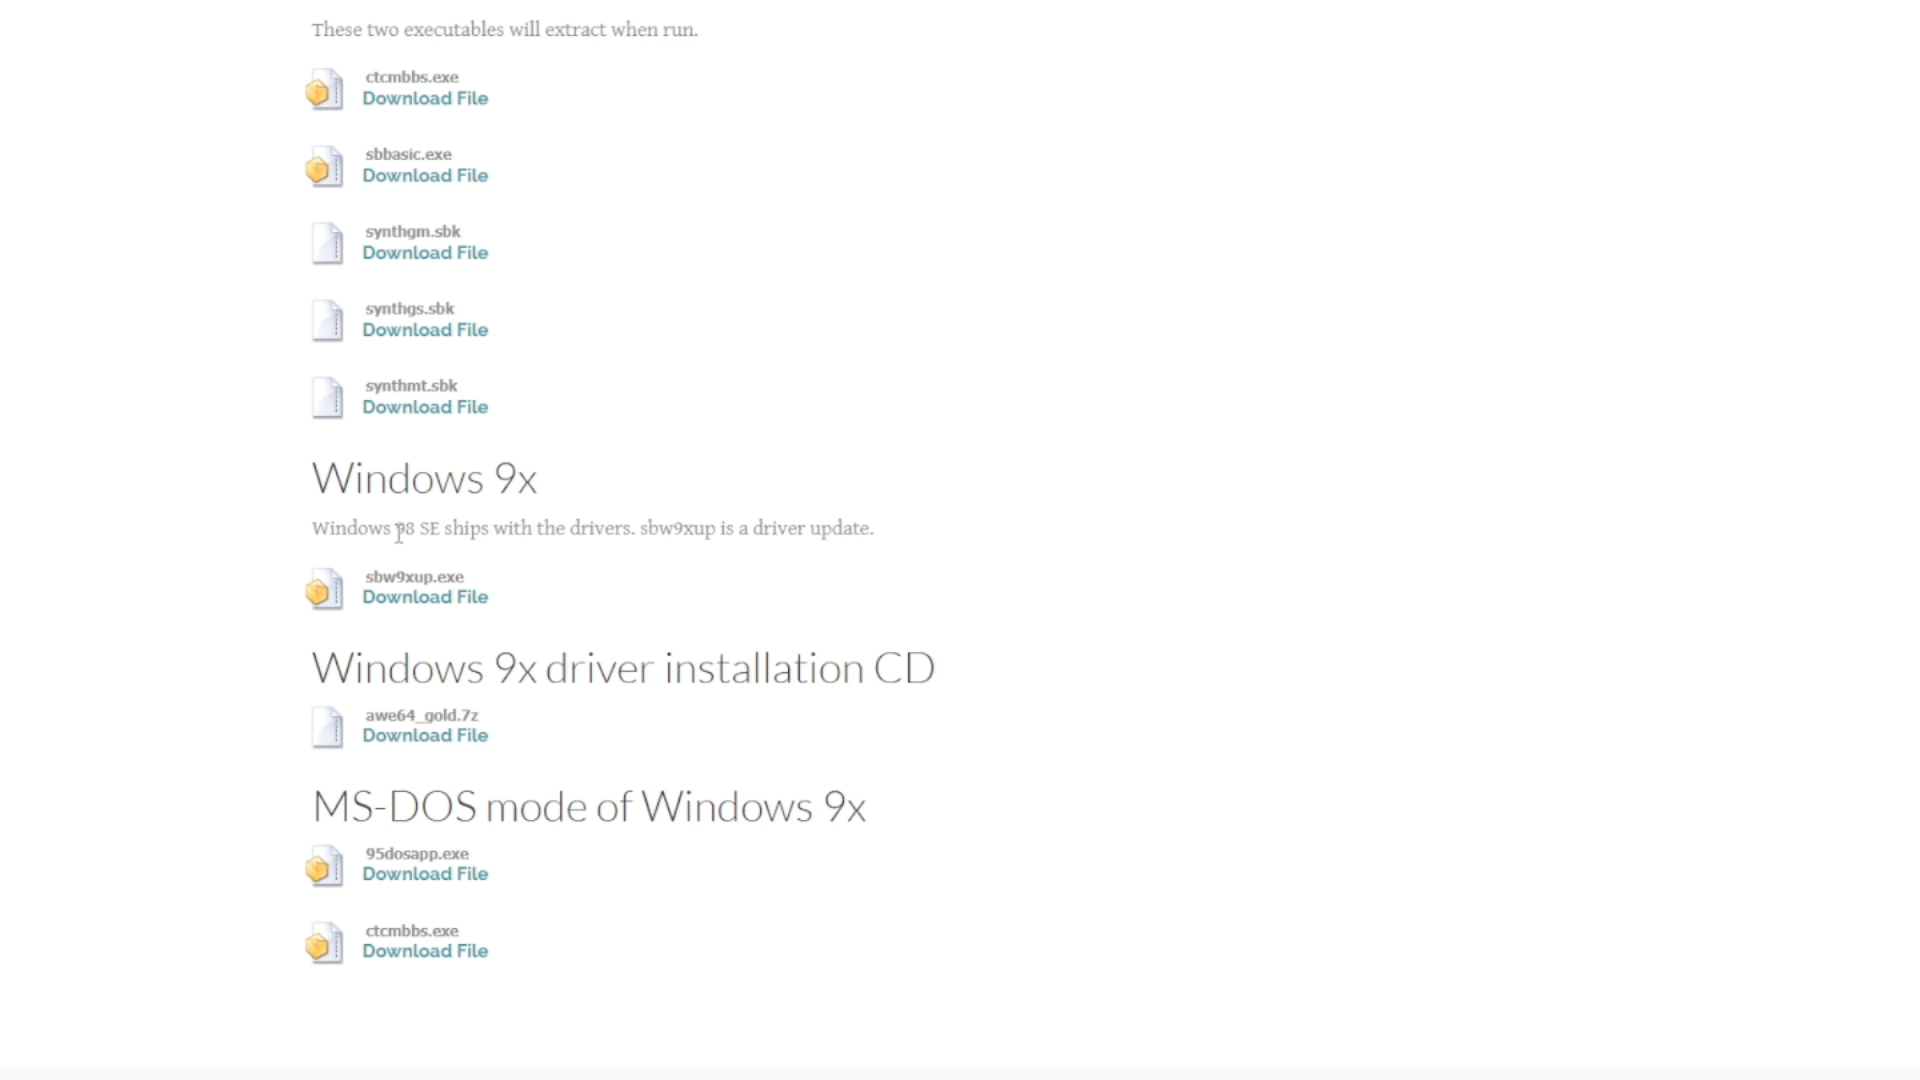 These two executables will extract when run.
ctcmbbs.exe
Download File
sbbasic.exe
Download File
synthgm.sbk
Download File
synthgs.sbk
Download File
synthmt.sbk
Download File
Windows 9x
Windows 98 SE ships with the drivers. sbw9xup is a driver update.
sbw9xup.exe
Download File
Windows 9x driver installation CD
awe64_gold.7z
Download File
MS-DOS mode of Windows 9x
95dosapp.exe
Download File
ctcmbbs.exe
Download File